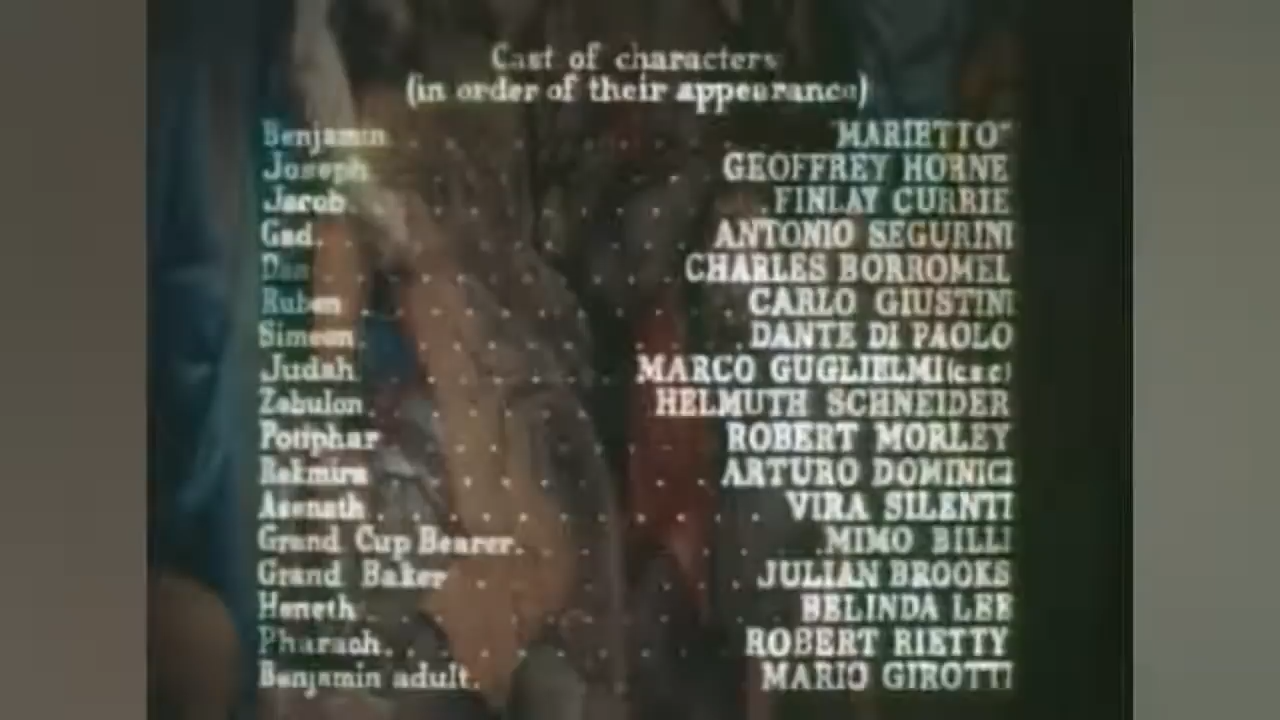 Cast of characters
(in order of their appearance)
Benjamin . . . . . . . . . . "MARIETTO"
Joseph . . . . . . . . . GEOFFREY HORNE
Jacob . . . . . . . . . . FINLAY CURRIE
Gad . . . . . . . . . ANTONIO SEGURINI
Dan . . . . . . . . CHARLES BORROMEL
Ruben . . . . . . . . . CARLO GIUSTINI
Simeon . . . . . . . . . DANTE DI PAOLO
Judah . . . . . . . MARCO GUGLIELMI (c s c)
Zabulon . . . . . . . HELMUTH SCHNEIDER
Potiphar . . . . . . . . ROBERT MORLEY
Rekmira . . . . . . . . ARTURO DOMINICI
Asenath . . . . . . . . . . VIRA SILENTI
Grand Cup Bearer . . . . . . . MIMO BILLI
Grand Baker . . . . . . . JULIAN BROOKS
Heneth . . . . . . . . . . BELINDA LEE
Pharaoh . . . . . . . . . ROBERT RIETTY
Benjamin adult . . . . . . MARIO GIROTTI